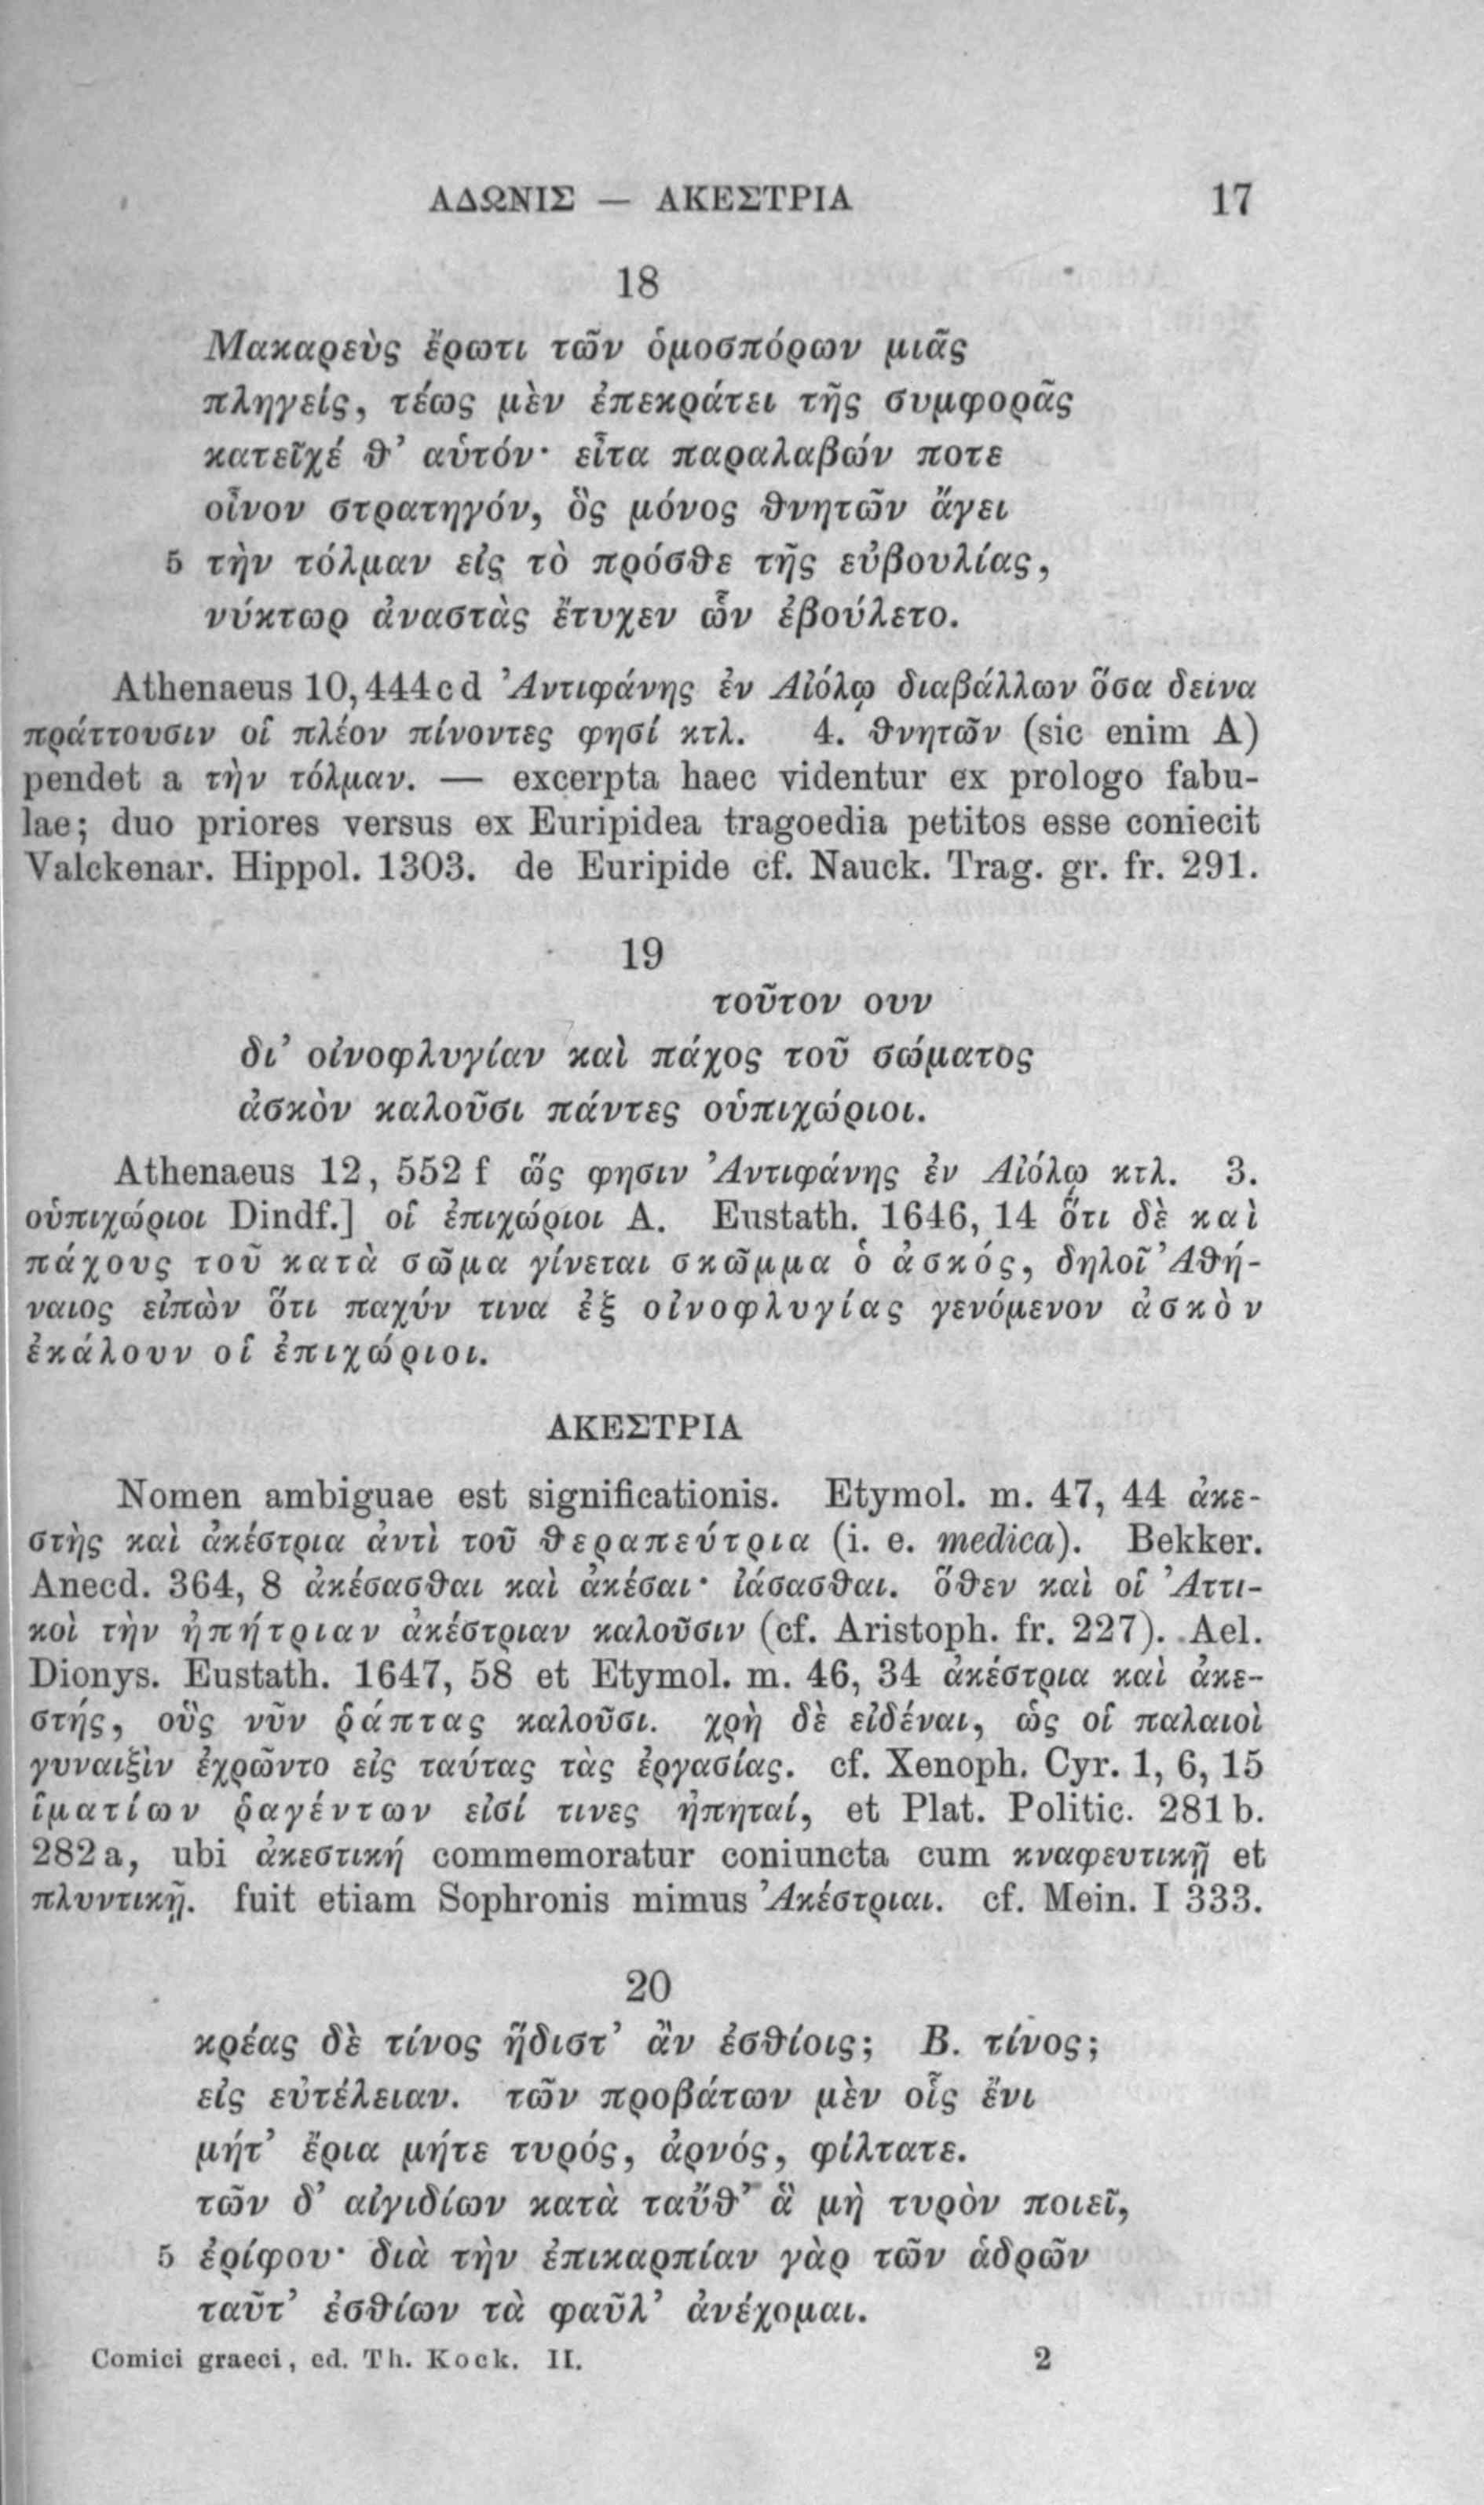 ΑΔΩΝΙΣ — ΑΚΕΣΤΡΙΑ 17
18
Μακαρεὺς ἔρωτι τῶν ὁμοσπόρων μιᾶς
πληγείς, τέως μὲν ἐπεκράτει τῆς συμφορᾶς
κατεῖχέ θ’ αὑτόν· εἶτα παραλαβών ποτε
οἶνον στρατηγόν, ὃς μόνος θνητῶν ἄγει
5 τὴν τόλμαν εἰς τὸ πρόσθε τῆς εὐβουλίας,
νύκτωρ ἀναστὰς ἔτυχεν ὧν ἐβούλετο.
Athenaeus 10, 444 c d Ἀντιφάνης ἐν Αἰόλῳ διαβάλλων ὅσα δεινα
πράττουσιν οἱ πλέον πίνοντες φησί κτλ. 4. θνητῶν (sic enim A)
pendet a τὴν τόλμαν. — excerpta haec videntur ex prologo fabu-
lae; duo priores versus ex Euripidea tragoedia petitos esse coniecit
Valckenar. Hippol. 1303. de Euripide cf. Nauck. Trag. gr. fr. 291.
19
τοῦτον ουν
δι’ οἰνοφλυγίαν καὶ πάχος τοῦ σώματος
ἀσκὸν καλοῦσι πάντες οὑπιχώριοι.
Athenaeus 12, 552 f ὥς φησιν Ἀντιφάνης ἐν Αἰόλῳ κτλ. 3.
οὑπιχώριοι Dindf.] οἱ ἐπιχώριοι A. Eustath. 1646, 14 ὅτι δὲ καὶ
πάχους τοῦ κατὰ σῶμα γίνεται σκῶμμα ὁ ἀσκός, δηλοῖ Ἀθή-
ναιος εἰπὼν ὅτι παχύν τινα ἐξ οἰνοφλυγίας γενόμενον ἀσκὸν
ἐκάλουν οἱ ἐπιχώριοι.
ΑΚΕΣΤΡΙΑ
Nomen ambiguae est significationis. Etymol. m. 47, 44 ἀκε-
στὴς καὶ ἀκέστρια ἀντὶ τοῦ θεραπεύτρια (i. e. medica). Bekker.
Anecd. 364, 8 ἀκέσασθαι καὶ ἀκέσαι· ἰάσασθαι. ὅθεν καὶ οἱ Ἀττι-
κοὶ τὴν ἠπήτριαν ἀκέστριαν καλοῦσιν (cf. Aristoph. fr. 227). Ael.
Dionys. Eustath. 1647, 58 et Etymol. m. 46, 34 ἀκέστρια καὶ ἀκε-
στής, οὓς νῦν ῥάπτας καλοῦσι. χρὴ δὲ εἰδέναι, ὡς οἱ παλαιοὶ
γυναιξὶν ἐχρῶντο εἰς ταύτας τὰς ἐργασίας. cf. Xenoph. Cyr. 1, 6, 15
ἱματίων ῥαγέντων εἰσί τινες ἠπηταί, et Plat. Politic. 281 b.
282 a, ubi ἀκεστική commemoratur coniuncta cum κναφευτικῇ et
πλυντικῇ. fuit etiam Sophronis mimus Ἀκέστριαι. cf. Mein. I 333.
20
κρέας δὲ τίνος ἥδιστ’ ἂν ἐσθίοις; Β. τίνος;
εἰς εὐτέλειαν. τῶν προβάτων μὲν οἷς ἔνι
μήτ’ ἔρια μήτε τυρός, ἀρνός, φίλτατε.
τῶν δ’ αἰγιδίων κατὰ ταὔθ’ ἃ μὴ τυρὸν ποιεῖ,
5 ἐρίφου· διὰ τὴν ἐπικαρπίαν γὰρ τῶν ἁδρῶν
ταῦτ’ ἐσθίων τὰ φαῦλ’ ἀνέχομαι.
Comici graeci, ed. Th. Kock. II. 2